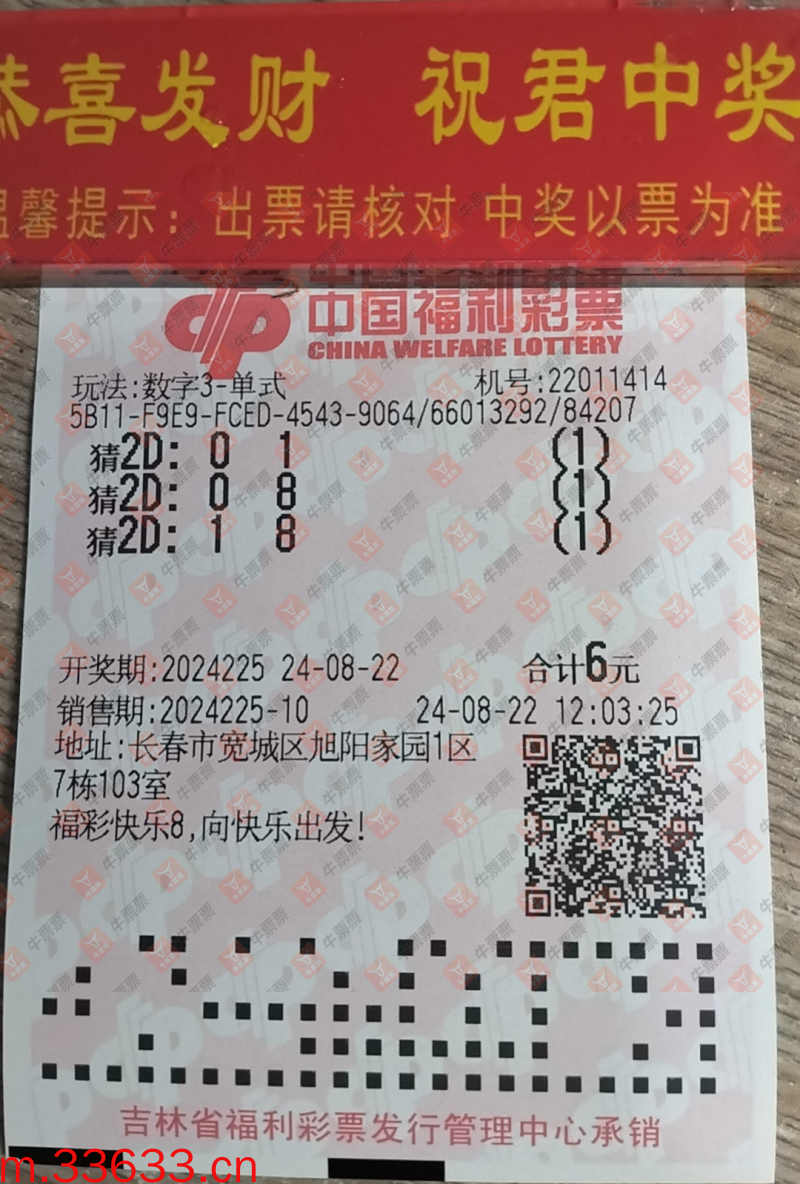 恭喜发财 祝君中奖
温馨提示：出票请核对 中奖以票为准
中国福利彩票
CHINA WELFARE LOTTERY
玩法:数字3-单式 机号:22011414
5B11-F9E9-FCED-4543-9064/66013292/84207
猜2D: 0 1 (1)
猜2D: 0 8 (1)
猜2D: 1 8 (1)
开奖期:2024225 24-08-22 合计6元
销售期:2024225-10 24-08-22 12:03:25
地址:长春市宽城区旭阳家园1区
7栋103室
福彩快乐8,向快乐出发!
吉林省福利彩票发行管理中心承销
m.33633.cn
牛票票